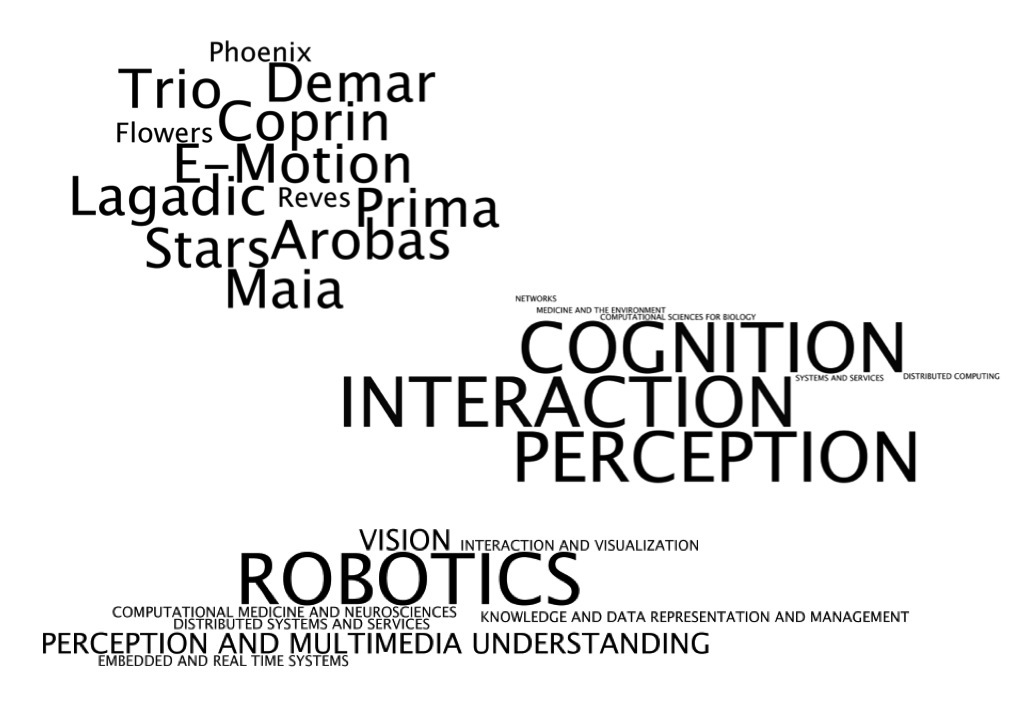 Phoenix
Trio
Demar
Flowers
Coprin
E-Motion
Lagadic
Reves
Prima
Stars
Arobas
Maia
NETWORKS
MEDICINE AND THE ENVIRONMENT
COMPUTATIONAL SCIENCES FOR BIOLOGY
COGNITION
SYSTEMS AND SERVICES
DISTRIBUTED COMPUTING
INTERACTION
PERCEPTION
VISION
INTERACTION AND VISUALIZATION
ROBOTICS
COMPUTATIONAL MEDICINE AND NEUROSCIENCES
KNOWLEDGE AND DATA REPRESENTATION AND MANAGEMENT
DISTRIBUTED SYSTEMS AND SERVICES
PERCEPTION AND MULTIMEDIA UNDERSTANDING
EMBEDDED AND REAL TIME SYSTEMS